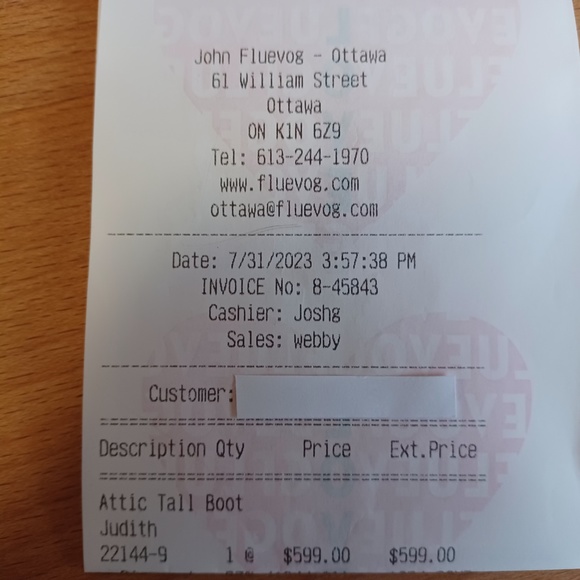 John Fluevog - Ottawa
61 William Street
Ottawa
ON K1N 6Z9
Tel: 613-244-1970
www.fluevog.com
ottawa@fluevog.com
Date: 7/31/2023 3:57:38 PM
INVOICE No: 8-45843
Cashier: Joshg
Sales: webby
Customer:
Description Qty Price Ext.Price
Attic Tall Boot
Judith
22144-9 1 @ $599.00 $599.00